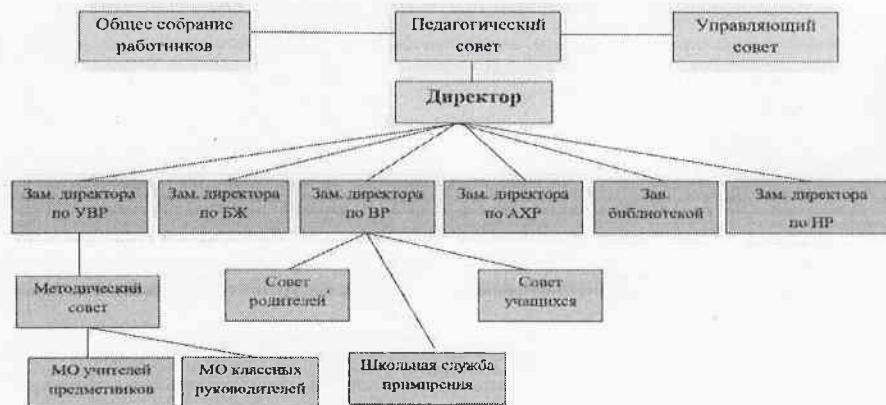 Общее собрание
работников
Педагогический
совет
Управляющий
совет
Директор
Зам. директора
по УВР
Зам. директора
по БЖ
Зам. директора
по ВР
Зам. директора
по АХР
Зав.
библиотекой
Зам. директора
по НР
Методический
совет
Совет
родителей
Совет
учащихся
МО учителей
предметников
МО классных
руководителей
Школьная служба
примирения